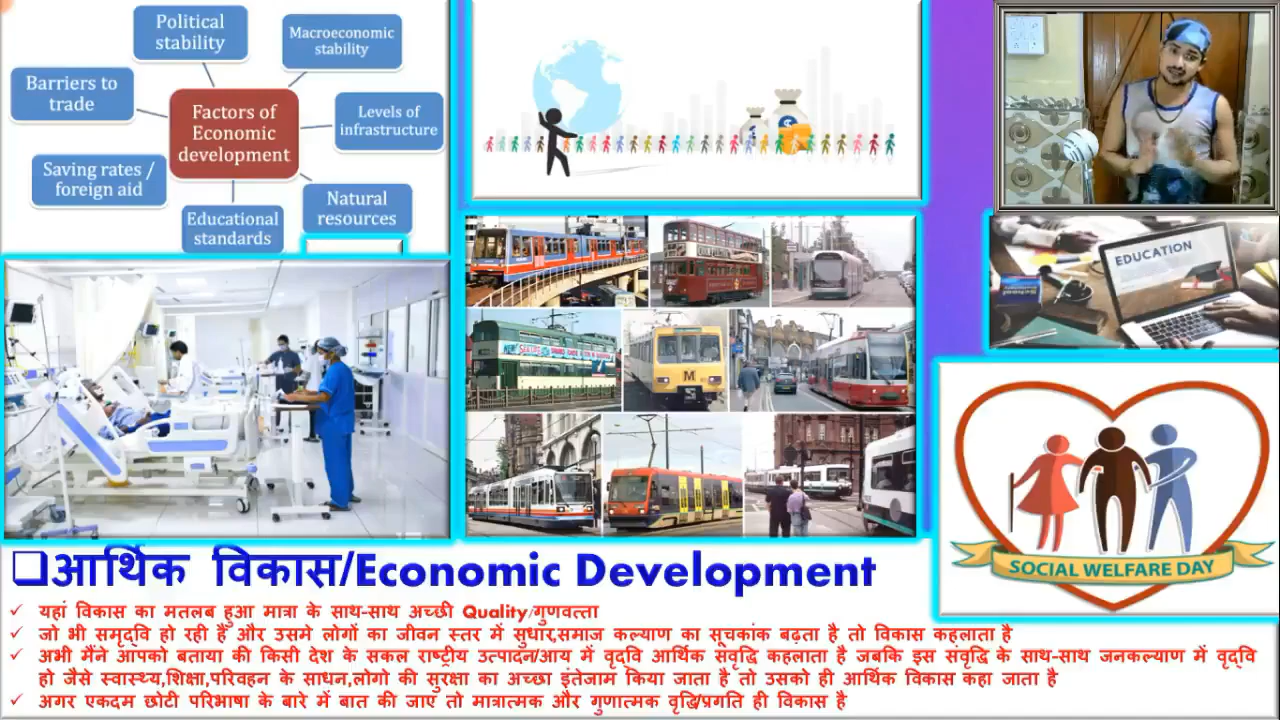 Political
stability
Macroeconomic
stability
Barriers to
trade
Factors of
Economic
development
Levels of
infrastructure
Saving rates /
foreign aid
Natural
resources
Educational
standards
EDUCATION
M
SOCIAL WELFARE DAY
❑आर्थिक विकास/Economic Development
✓ यहां विकास का मतलब हुआ मात्रा के साथ-साथ अच्छी Quality/गुणवत्ता
✓ जो भी समृद्वि हो रही हैं और उसमे लोगों का जीवन स्तर में सुधार,समाज कल्याण का सूचकांक बढ़ता है तो विकास कहलाता है
✓ अभी मैंने आपको बताया की किसी देश के सकल राष्ट्रीय उत्पादन/आय में वृद्वि आर्थिक संवृद्धि कहलाता है जबकि इस संवृद्धि के साथ-साथ जनकल्याण में वृद्वि
हो जैसे स्वास्थ्य,शिक्षा,परिवहन के साधन,लोगो की सुरक्षा का अच्छा इंतेजाम किया जाता है तो उसको ही आर्थिक विकास कहा जाता है
✓ अगर एकदम छोटी परिभाषा के बारे में बात की जाए तो मात्रात्मक और गुणात्मक वृद्धि/प्रगति ही विकास है